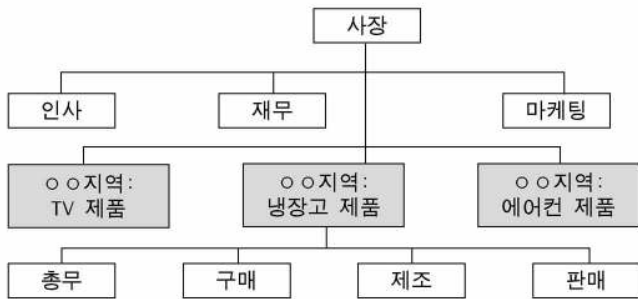 사장
인사
재무
마케팅
○○지역:
TV 제품
○○지역:
냉장고 제품
○○지역:
에어컨 제품
총무
구매
제조
판매